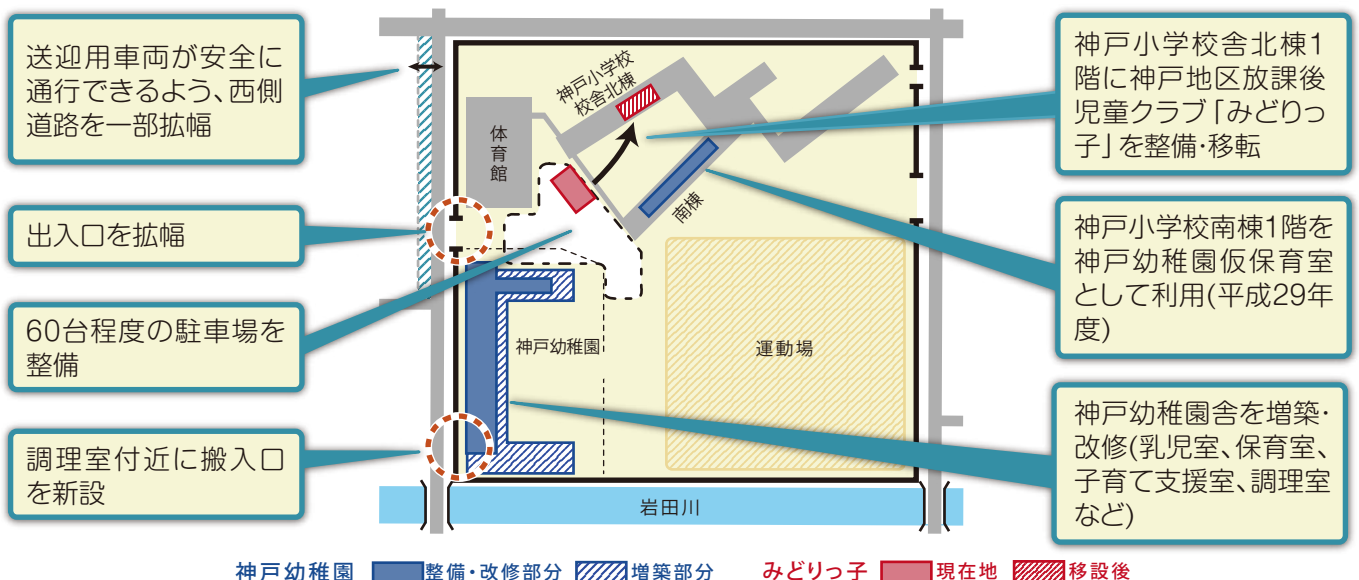 送迎用車両が安全に
通行できるよう、西側
道路を一部拡幅
出入口を拡幅
60台程度の駐車場を
整備
調理室付近に搬入口
を新設
神戸小学校
校舎北棟
体育館
南棟
神戸幼稚園
運動場
岩田川
神戸小学校舎北棟1
階に神戸地区放課後
児童クラブ「みどりっ
子」を整備・移転
神戸小学校南棟1階を
神戸幼稚園仮保育室
として利用(平成29年
度)
神戸幼稚園舎を増築・
改修(乳児室、保育室、
子育て支援室、調理室
など)
神戸幼稚園 整備・改修部分 増築部分 みどりっ子 現在地 移設後